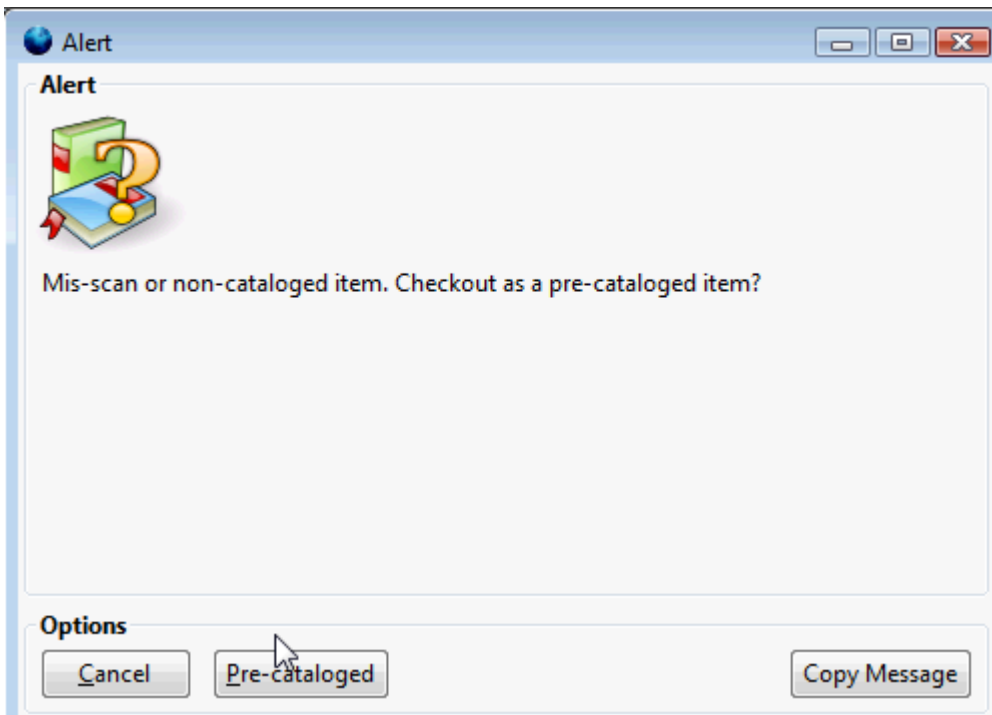 Alert
Alert
Mis-scan or non-cataloged item. Checkout as a pre-cataloged item?
Options
Cancel Pre-cataloged Copy Message